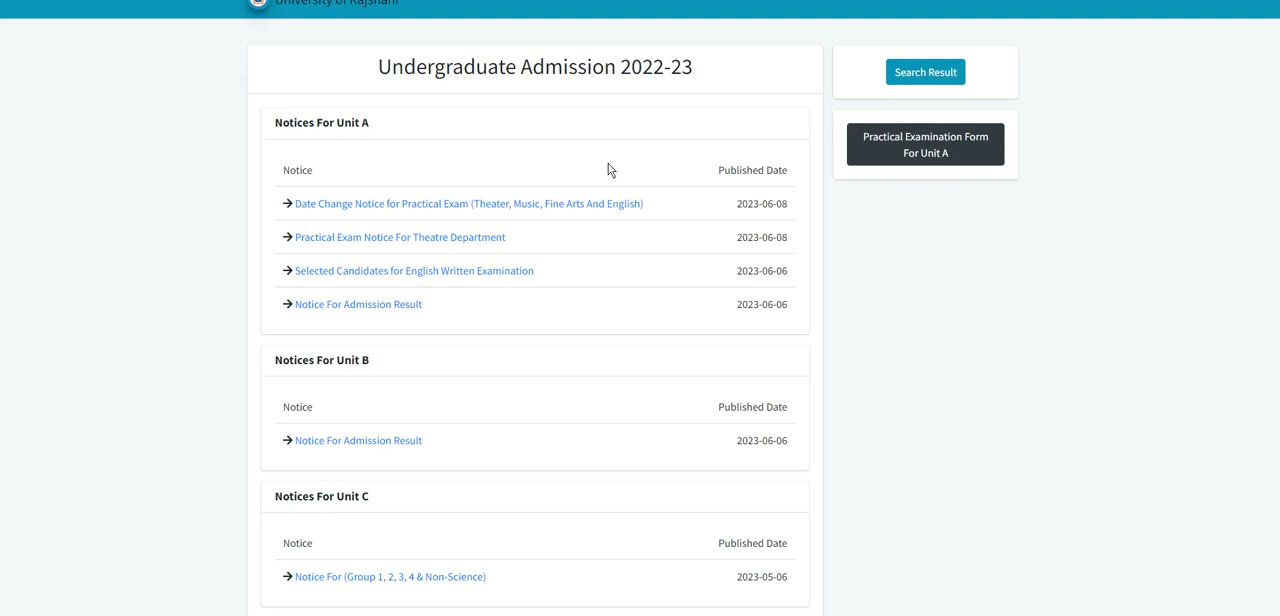 University of Rajshahi
Undergraduate Admission 2022-23
Search Result
Practical Examination Form
For Unit A
Notices For Unit A
Notice Published Date
Date Change Notice for Practical Exam (Theater, Music, Fine Arts And English) 2023-06-08
Practical Exam Notice For Theatre Department 2023-06-08
Selected Candidates for English Written Examination 2023-06-06
Notice For Admission Result 2023-06-06
Notices For Unit B
Notice Published Date
Notice For Admission Result 2023-06-06
Notices For Unit C
Notice Published Date
Notice For (Group 1, 2, 3, 4 & Non-Science) 2023-05-06